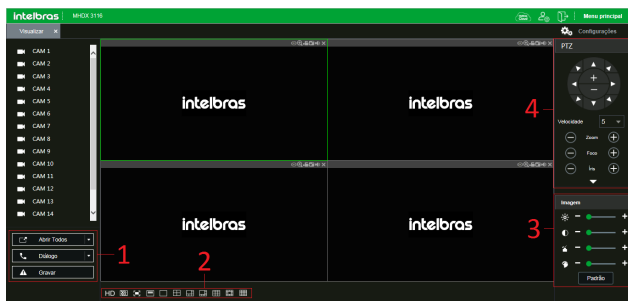 intelbras MHDX 3116 Menu principal
Visualizar × Configurações
CAM 1
CAM 2
CAM 3
CAM 4
CAM 5
CAM 6
CAM 7
CAM 8
CAM 9
CAM 10
CAM 11
CAM 12
CAM 13
CAM 14
Abrir Todos
Diálogo
Gravar
1
intelbras
intelbras
intelbras
intelbras
HD
2
PTZ
Velocidade 5
Zoom
Foco
Íris
4
Imagem
3
Padrão